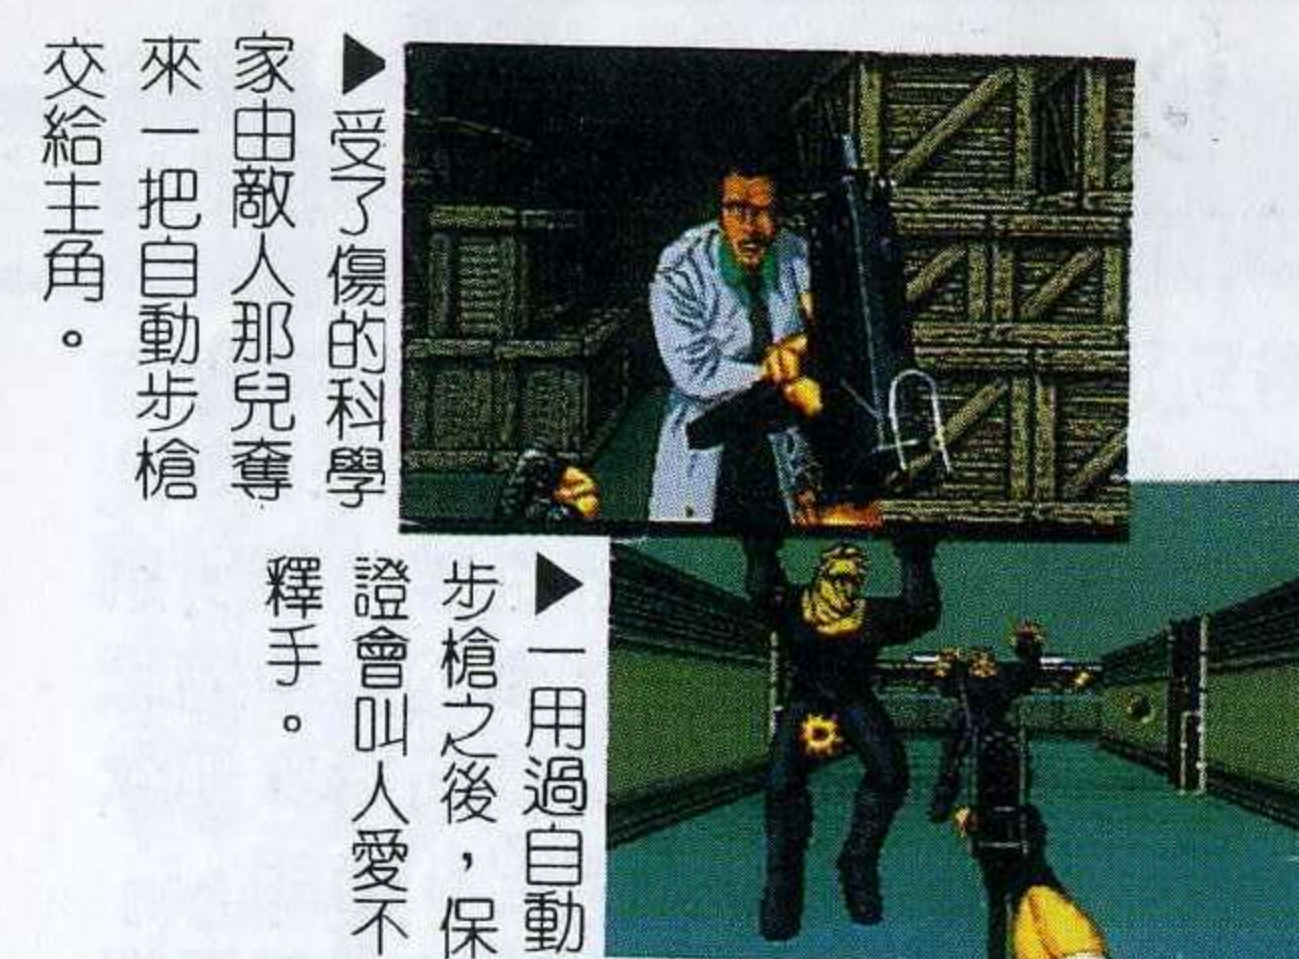 ▶受了傷的科學
家由敵人那兒奪
來一把自動步槍
交給主角。
▶一用過自動
步槍之後，保
證會叫人愛不
釋手。